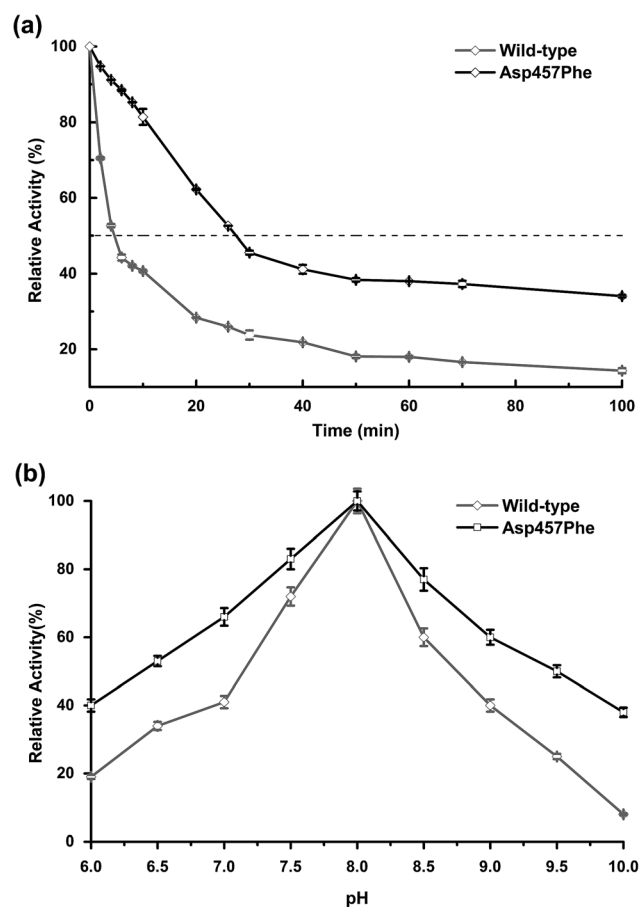 (a)
Wild-type
Asp457Phe
Relative Activity (%)
100
80
60
40
20
0 20 40 60 80 100
Time (min)
(b)
Wild-type
Asp457Phe
Relative Activity(%)
100
80
60
40
20
0
6.0 6.5 7.0 7.5 8.0 8.5 9.0 9.5 10.0
pH